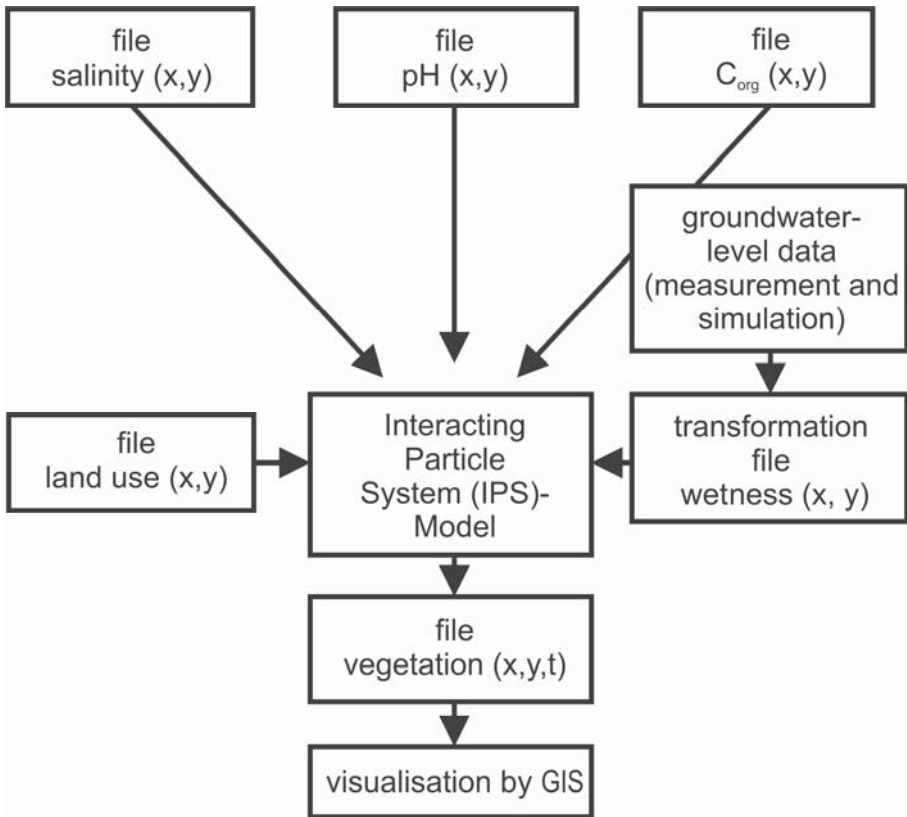 file
salinity (x,y)
file
pH (x,y)
file
Corg (x,y)
groundwater-
level data
(measurement and
simulation)
file
land use (x,y)
Interacting
Particle
System (IPS)-
Model
transformation
file
wetness (x, y)
file
vegetation (x,y,t)
visualisation by GIS